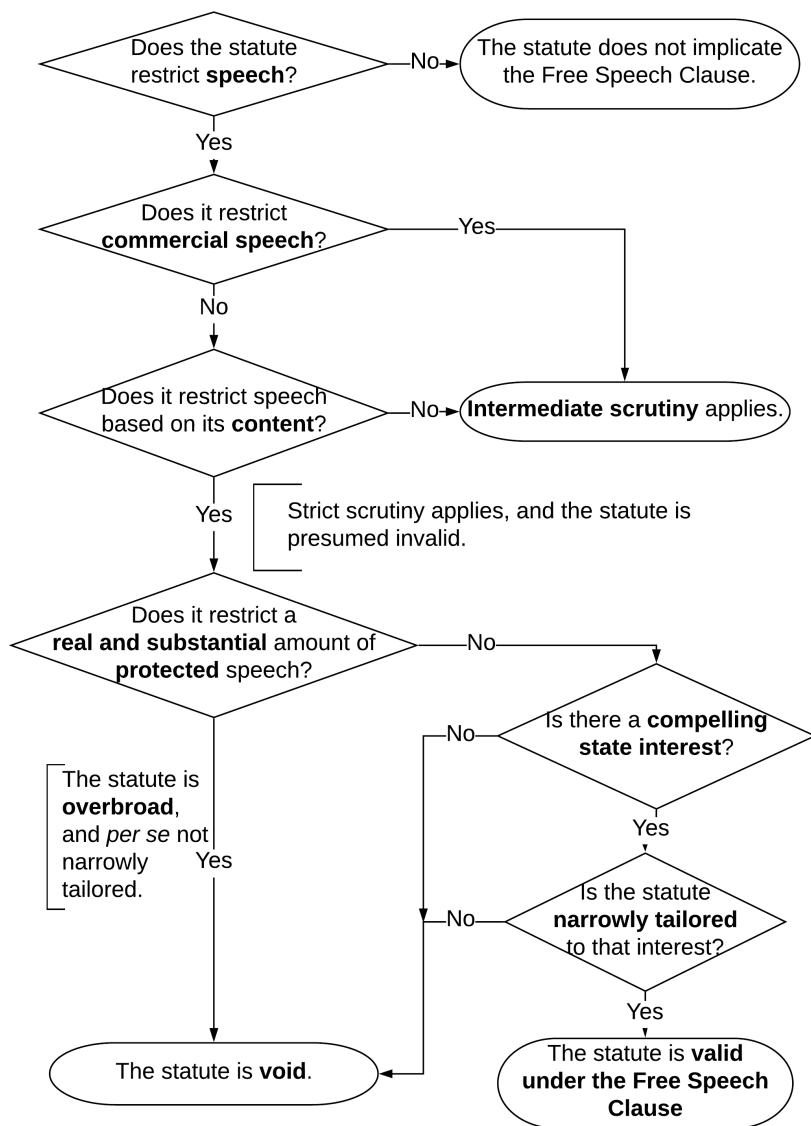 Does the statute
restrict speech?
No
The statute does not implicate
the Free Speech Clause.
Yes
Does it restrict
commercial speech?
Yes
No
Does it restrict speech
based on its content?
No
Intermediate scrutiny applies.
Yes
Strict scrutiny applies, and the statute is
presumed invalid.
Does it restrict a
real and substantial amount of
protected speech?
No
Is there a compelling
state interest?
No
The statute is
overbroad,
and per se not
narrowly
tailored.
Yes
Yes
Is the statute
narrowly tailored
to that interest?
No
Yes
The statute is void.
The statute is valid
under the Free Speech
Clause